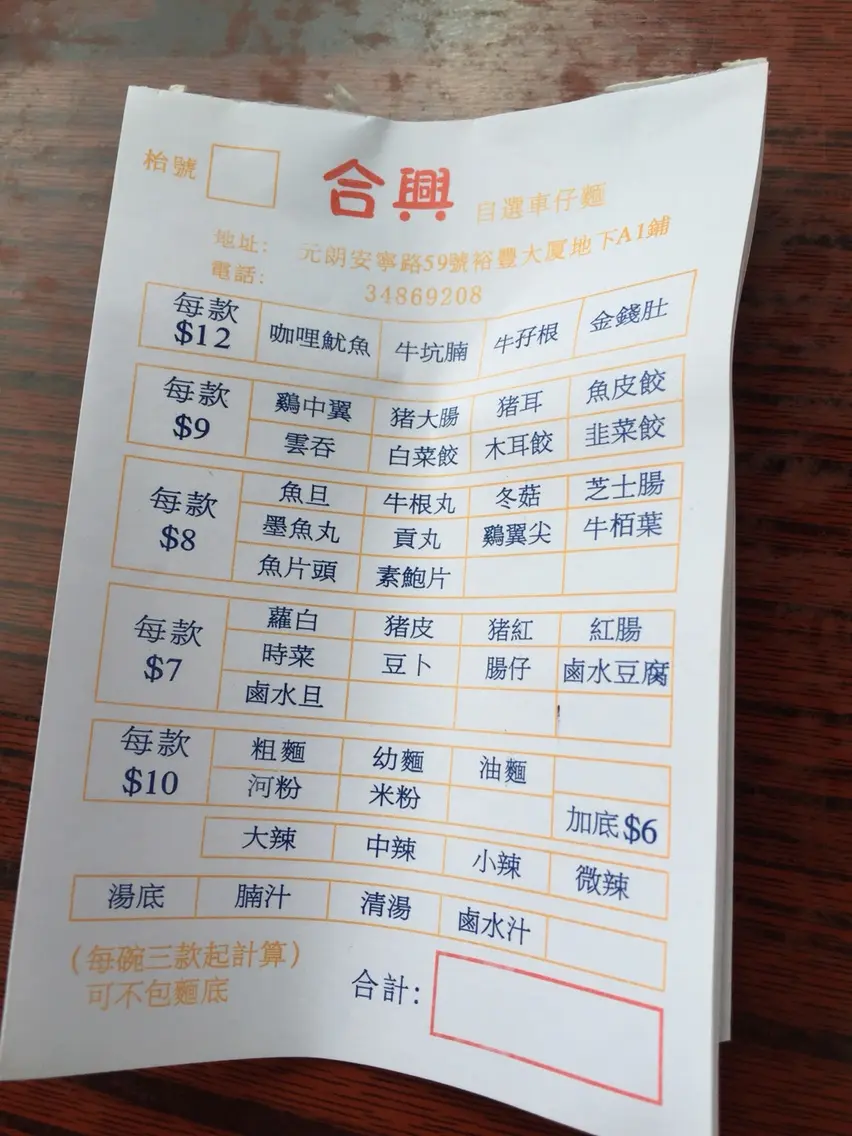 枱號
合興 自選車仔麵
地址: 元朗安寧路59號裕豐大厦地下A1鋪
電話: 34869208
每款 $12 咖哩魷魚 牛坑腩 牛孖根 金錢肚
每款 $9 鷄中翼 猪大腸 猪耳 魚皮餃
雲吞 白菜餃 木耳餃 韭菜餃
每款 $8 魚旦 牛根丸 冬菇 芝士腸
墨魚丸 貢丸 鷄翼尖 牛栢葉
魚片頭 素鮑片
每款 $7 蘿白 猪皮 猪紅 紅腸
時菜 豆卜 腸仔 鹵水豆腐
鹵水旦
每款 $10 粗麵 幼麵 油麵
河粉 米粉 加底$6
大辣 中辣 小辣 微辣
湯底 腩汁 清湯 鹵水汁
(每碗三款起計算)
可不包麵底
合計: